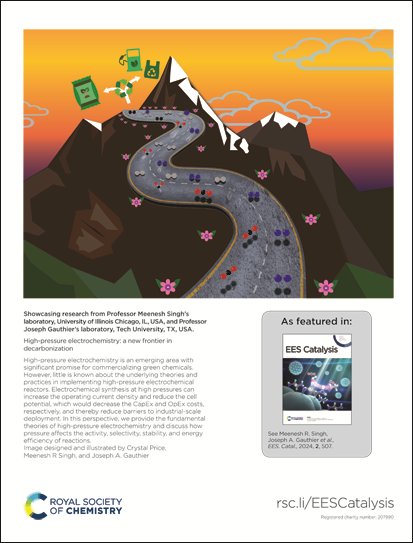 Showcasing research from Professor Meenesh Singh's
laboratory, University of Illinois Chicago, IL, USA, and Professor
Joseph Gauthier's laboratory, Tech University, TX, USA.
High-pressure electrochemistry: a new frontier in
decarbonization
High-pressure electrochemistry is an emerging area with
significant promise for commercializing green chemicals.
However, little is known about the underlying theories and
practices in implementing high-pressure electrochemical
reactors. Electrochemical synthesis at high pressures can
increase the operating current density and reduce the cell
potential, which would decrease the CapEx and OpEx costs,
respectively, and thereby reduce barriers to industrial-scale
deployment. In this perspective, we provide the fundamental
theories of high-pressure electrochemistry and discuss how
pressure affects the activity, selectivity, stability, and energy
efficiency of reactions.
Image designed and illustrated by Crystal Price,
Meenesh R Singh, and Joseph A. Gauthier
As featured in:
EES Catalysis
See Meenesh R. Singh,
Joseph A. Gauthier et al.,
EES. Catal., 2024, 2, 507.
ROYAL SOCIETY
OF CHEMISTRY
rsc.li/EESCatalysis
Registered charity number: 207890